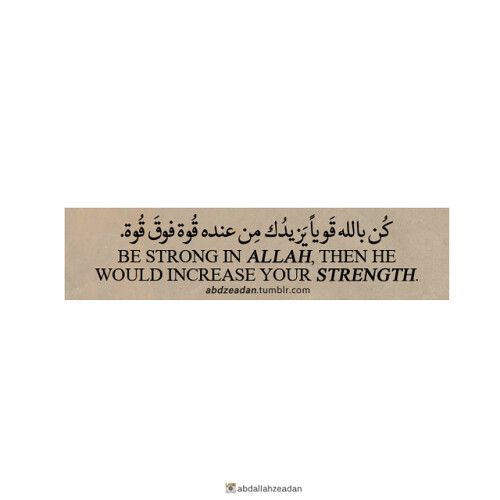 كُن بالله قَوياً يَزيدُك مِن عنده قُوة فوقَ قُوة.
BE STRONG IN ALLAH, THEN HE
WOULD INCREASE YOUR STRENGTH.
abdzeadan.tumblr.com
abdallahzeadan